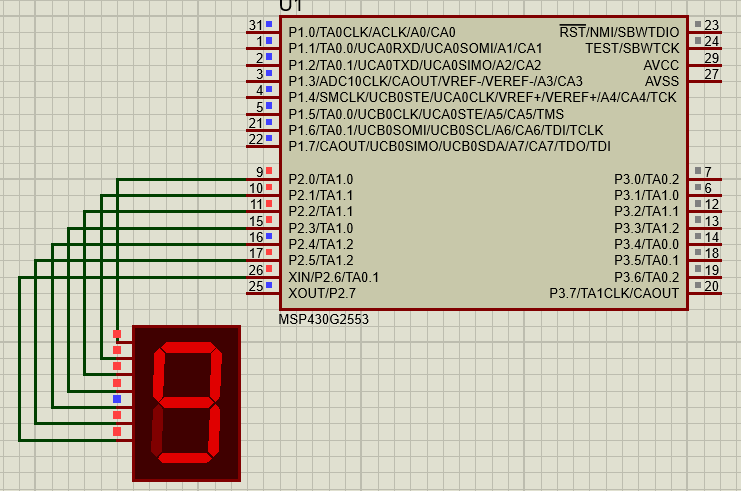 U1
31 P1.0/TA0CLK/ACLK/A0/CA0 RST/NMI/SBWTDIO 23
1 P1.1/TA0.0/UCA0RXD/UCA0SOMI/A1/CA1 TEST/SBWTCK 24
2 P1.2/TA0.1/UCA0TXD/UCA0SIMO/A2/CA2 AVCC 29
3 P1.3/ADC10CLK/CAOUT/VREF-/VEREF-/A3/CA3 AVSS 27
4 P1.4/SMCLK/UCB0STE/UCA0CLK/VREF+/VEREF+/A4/CA4/TCK
5 P1.5/TA0.0/UCB0CLK/UCA0STE/A5/CA5/TMS
21 P1.6/TA0.1/UCB0SOMI/UCB0SCL/A6/CA6/TDI/TCLK
22 P1.7/CAOUT/UCB0SIMO/UCB0SDA/A7/CA7/TDO/TDI
9 P2.0/TA1.0 P3.0/TA0.2 7
10 P2.1/TA1.1 P3.1/TA1.0 6
11 P2.2/TA1.1 P3.2/TA1.1 12
15 P2.3/TA1.0 P3.3/TA1.2 13
16 P2.4/TA1.2 P3.4/TA0.0 14
17 P2.5/TA1.2 P3.5/TA0.1 18
26 XIN/P2.6/TA0.1 P3.6/TA0.2 19
25 XOUT/P2.7 P3.7/TA1CLK/CAOUT 20
MSP430G2553
9